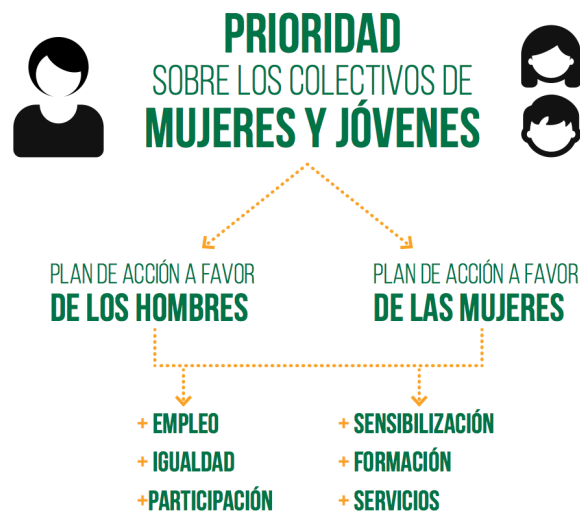 PRIORIDAD
SOBRE LOS COLECTIVOS DE
MUJERES Y JÓVENES
PLAN DE ACCIÓN A FAVOR
DE LOS HOMBRES
PLAN DE ACCIÓN A FAVOR
DE LAS MUJERES
+ EMPLEO
+ IGUALDAD
+PARTICIPACIÓN
+ SENSIBILIZACIÓN
+ FORMACIÓN
+ SERVICIOS